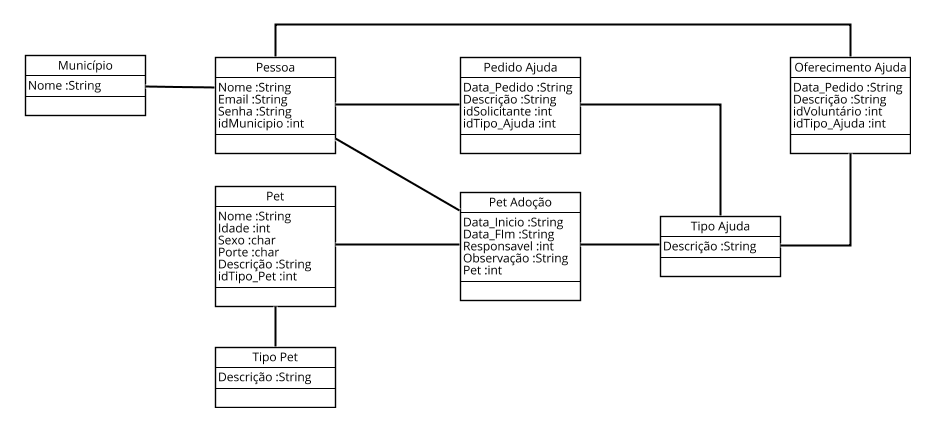 Município
Nome :String
Pessoa
Nome :String
Email :String
Senha :String
idMunicipio :int
Pedido Ajuda
Data_Pedido :String
Descrição :String
idSolicitante :int
idTipo_Ajuda :int
Oferecimento Ajuda
Data_Pedido :String
Descrição :String
idVoluntário :int
idTipo_Ajuda :int
Pet
Nome :String
Idade :int
Sexo :char
Porte :char
Descrição :String
idTipo_Pet :int
Pet Adoção
Data_Inicio :String
Data_FIm :String
Responsavel :int
Observação :String
Pet :int
Tipo Ajuda
Descrição :String
Tipo Pet
Descrição :String